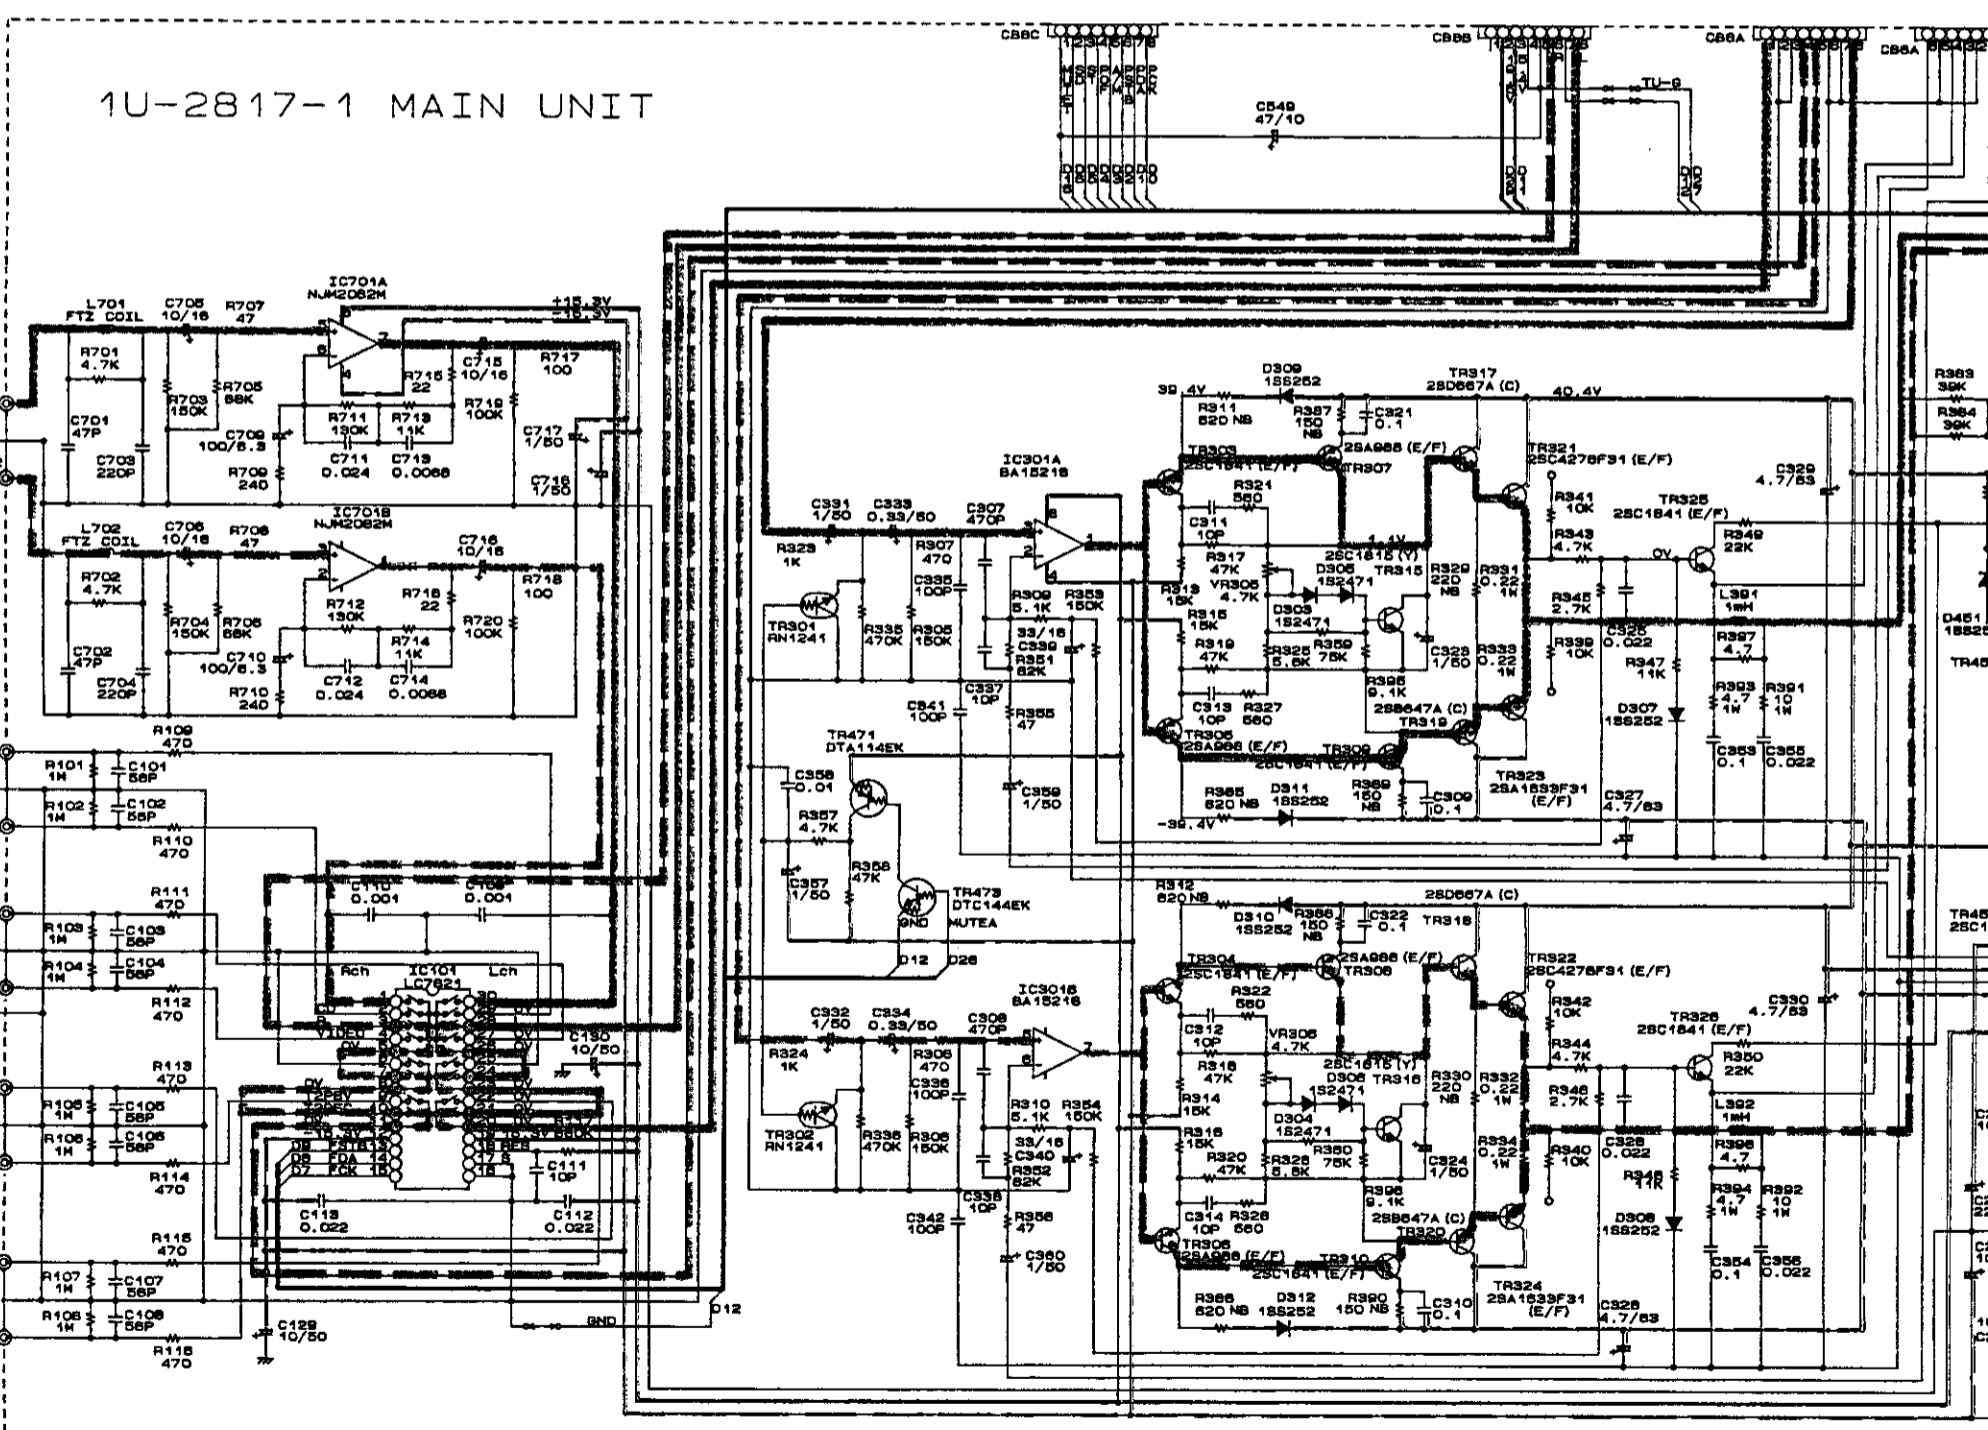 CB8C
CB8B
CB8A
CB6A
1U-2817-1 MAIN UNIT
C549
47/10
TU-G
IC701A
NJM2082M
+15.3V
L701
FTZ COIL
C705
10/16
R707
47
R701
4.7K
R703
150K
R705
68K
C701
47P
C703
220P
C709
100/6.3
R709
240
R711
130K
R713
11K
C711
0.024
C713
0.0068
R715
22
C715
10/16
R717
100
R719
100K
C717
1/50
C718
1/50
IC701B
NJM2082M
L702
FTZ COIL
C706
10/16
R708
47
R702
4.7K
R704
150K
R706
68K
C702
47P
C704
220P
C710
100/6.3
R710
240
R712
130K
R714
11K
C712
0.024
C714
0.0068
R716
22
C716
10/16
R718
100
R720
100K
R109
470
R101
1M
C101
56P
R102
1M
C102
56P
R110
470
R111
470
R103
1M
C103
56P
R104
1M
C104
56P
R112
470
R113
470
R105
1M
C105
56P
R106
1M
C106
56P
R114
470
R115
470
R107
1M
C107
56P
R108
1M
C108
56P
R116
470
0.001
0.001
Rch
IC101
LC7821
Lch
C130
10/50
C111
10P
C113
0.022
C112
0.022
C129
10/50
GND
D12
IC301A
BA15218
C331
1/50
C333
0.33/50
C307
470P
R323
1K
R307
470
C335
100P
TR301
RN1241
R335
470K
R305
150K
R309
5.1K
R353
150K
33/16
C339
R351
82K
C337
10P
C341
100P
R355
47
C359
1/50
TR471
DTA114EK
C358
0.01
R357
4.7K
R358
47K
C357
1/50
TR473
DTC144EK
GND
MUTEA
D12
D26
39.4V
D309
1SS252
R311
620 NB
R387
150
NB
C321
0.1
TR317
2SD667A (C)
40.4V
TR303
2SC1841 (E/F)
2SA988 (E/F)
TR307
TR321
2SC4278F31 (E/F)
R321
560
C311
10P
R317
47K
VR305
4.7K
2SC1815 (Y)
D305
1S2471
TR315
R329
220
NB
R331
0.22
1W
R313
15K
R315
15K
D303
1S2471
R319
47K
R325
5.6K
R359
75K
C323
1/50
R333
0.22
1W
R395
9.1K
C313
10P
R327
560
2SB647A (C)
TR319
TR305
2SA988 (E/F)
TR309
2SC1841 (E/F)
R385
620 NB
D311
1SS252
R389
150
NB
C309
0.1
-39.4V
TR323
2SA1633F31
(E/F)
C327
4.7/63
R341
10K
R343
4.7K
TR325
2SC1841 (E/F)
R349
22K
0V
R345
2.7K
R339
10K
0.022
R347
11K
D307
1SS252
L391
1mH
R397
4.7
R393
4.7
1W
R391
10
1W
C353
0.1
C355
0.022
C329
4.7/63
R383
39K
R384
39K
D451
IC301B
BA15218
C332
1/50
C334
0.33/50
C308
470P
R324
1K
R308
470
C336
100P
TR302
RN1241
R336
470K
R306
150K
R310
5.1K
R354
150K
33/16
C340
R352
82K
C338
10P
C342
100P
R356
47
C360
1/50
R312
620 NB
D310
1SS252
R388
150
NB
C322
0.1
2SD667A (C)
TR318
TR304
2SC1841 (E/F)
2SA988 (E/F)
TR308
TR322
2SC4278F31 (E/F)
R322
560
C312
10P
R318
47K
VR306
4.7K
2SC1815 (Y)
D306
1S2471
TR316
R330
220
NB
R332
0.22
1W
R314
15K
R316
15K
D304
1S2471
R320
47K
R326
5.6K
R360
75K
C324
1/50
R334
0.22
1W
R396
9.1K
C314
10P
R328
560
2SB647A (C)
TR320
TR306
2SA988 (E/F)
TR310
2SC1841 (E/F)
R386
620 NB
D312
1SS252
R390
150 NB
C310
0.1
TR324
2SA1633F31
(E/F)
C328
4.7/63
R342
10K
R344
4.7K
TR326
2SC1841 (E/F)
R350
22K
R346
2.7K
R340
10K
C326
0.022
R348
11K
D308
1SS252
L392
1mH
R398
4.7
R394
4.7
1W
R392
10
1W
C354
0.1
C356
0.022
C330
4.7/63